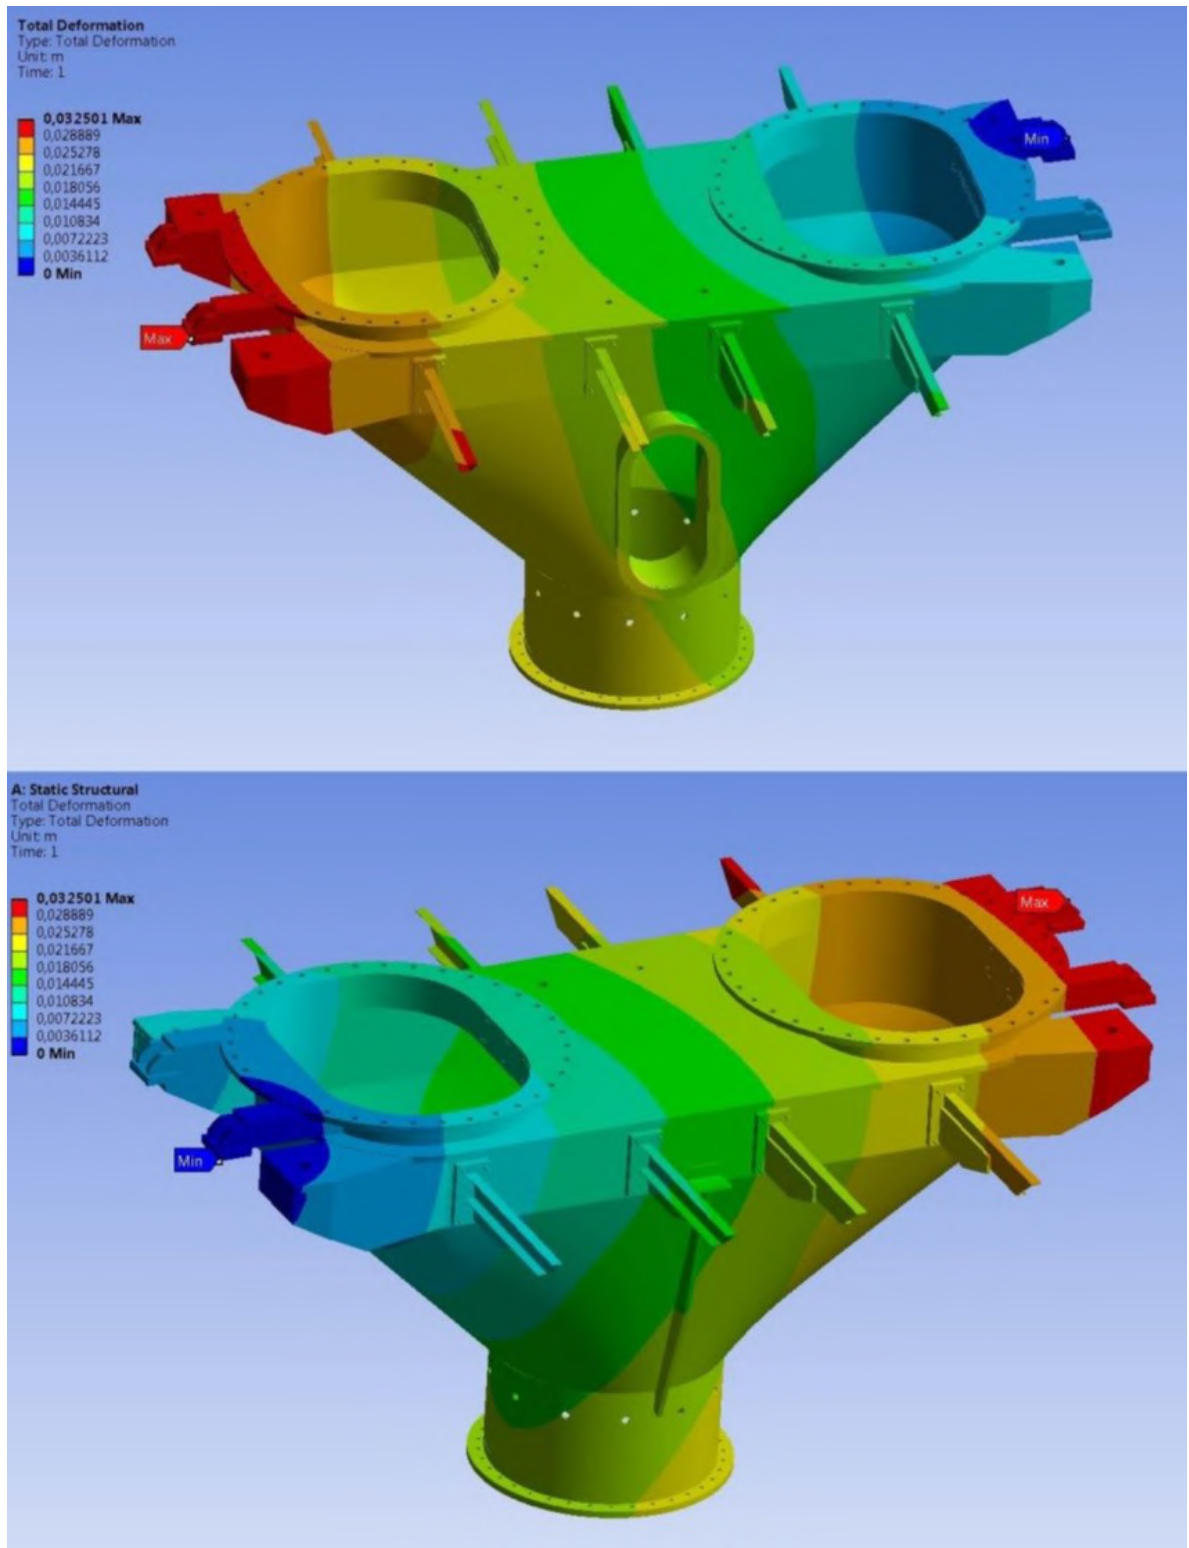 Total Deformation
Type: Total Deformation
Unit: m
Time: 1
0,032501 Max
0,028889
0,025278
0,021667
0,018056
0,014445
0,010834
0,0072223
0,0036112
0 Min
Min
Max
A: Static Structural
Total Deformation
Type: Total Deformation
Unit: m
Time: 1
0,032501 Max
0,028889
0,025278
0,021667
0,018056
0,014445
0,010834
0,0072223
0,0036112
0 Min
Max
Min